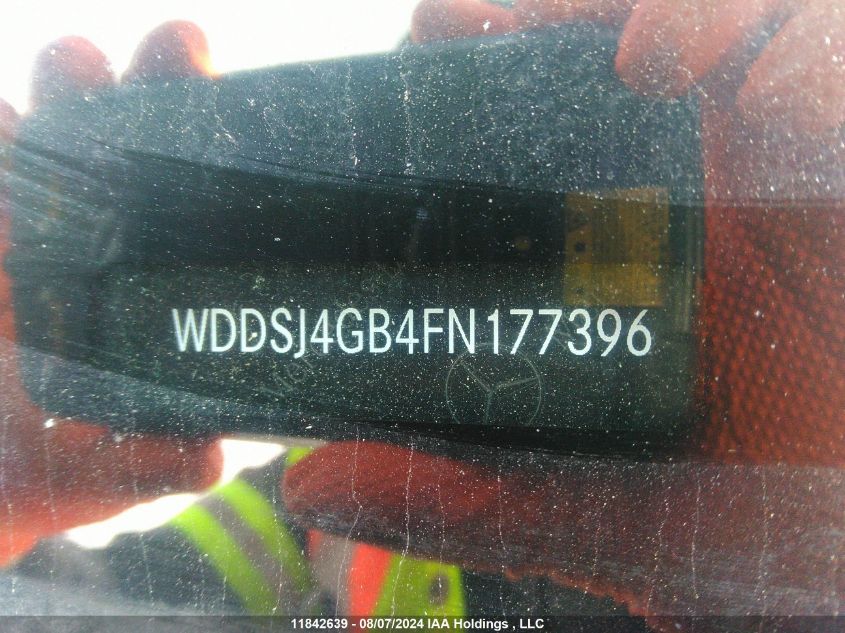 WDDSJ4GB4FN177396
11842639 - 08/07/2024 IAA Holdings , LLC